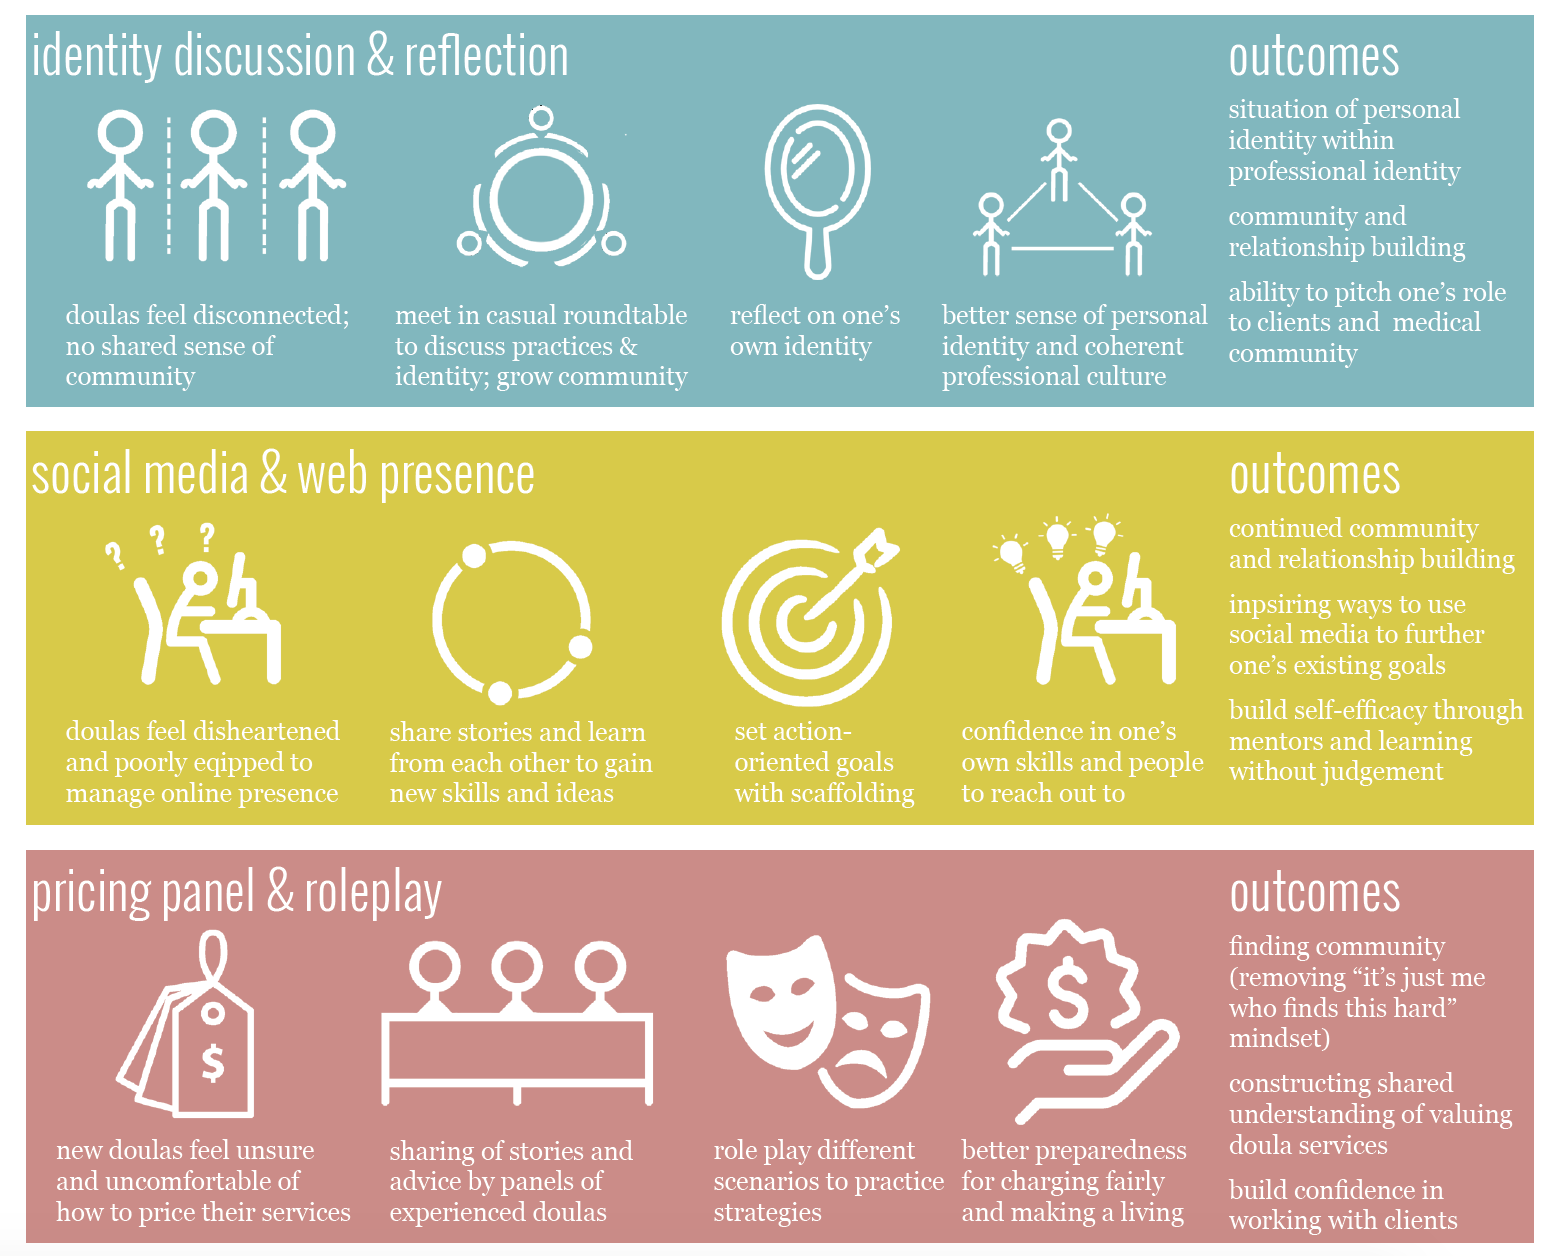 identity discussion & reflection
doulas feel disconnected;
no shared sense of
community
meet in casual roundtable
to discuss practices &
identity; grow community
reflect on one’s
own identity
better sense of personal
identity and coherent
professional culture
outcomes
situation of personal
identity within
professional identity
community and
relationship building
ability to pitch one’s role
to clients and  medical
community
social media & web presence
? ? ?
doulas feel disheartened
and poorly eqipped to
manage online presence
share stories and learn
from each other to gain
new skills and ideas
set action-
oriented goals
with scaffolding
confidence in one’s
own skills and people
to reach out to
outcomes
continued community
and relationship building
inpsiring ways to use
social media to further
one’s existing goals
build self-efficacy through
mentors and learning
without judgement
pricing panel & roleplay
$
new doulas feel unsure
and uncomfortable of
how to price their services
sharing of stories and
advice by panels of
experienced doulas
role play different
scenarios to practice
strategies
$
better preparedness
for charging fairly
and making a living
outcomes
finding community
(removing “it’s just me
who finds this hard”
mindset)
constructing shared
understanding of valuing
doula services
build confidence in
working with clients